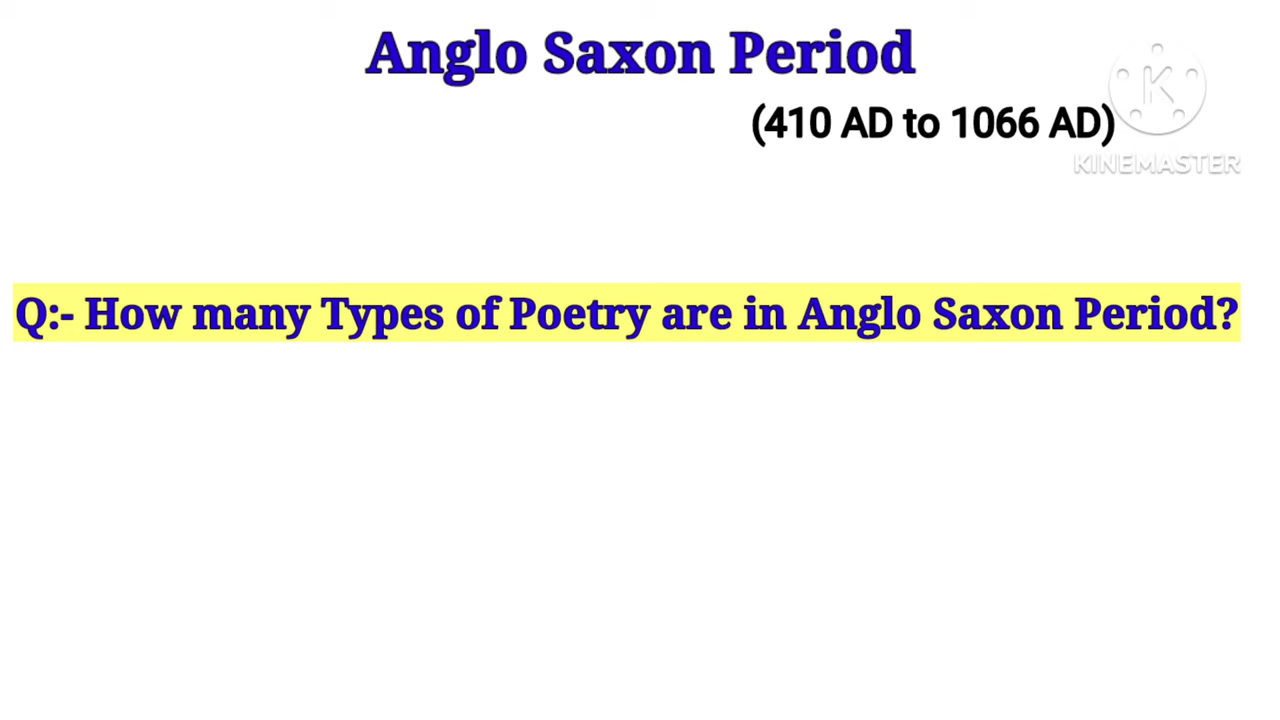 Anglo Saxon Period
(410 AD to 1066 AD)
K
KINEMASTER
Q:- How many Types of Poetry are in Anglo Saxon Period?